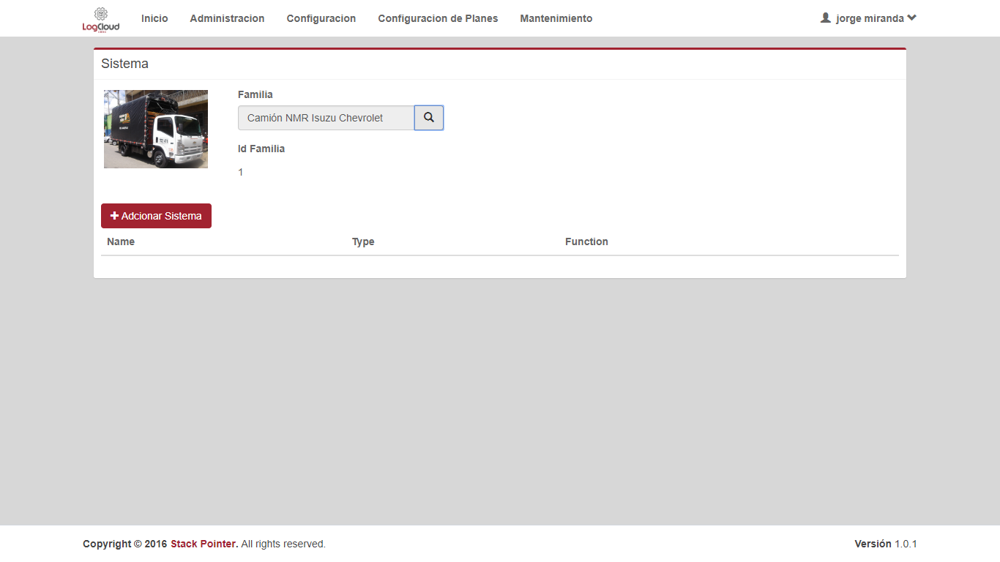 LogCloud
Inicio Administracion Configuracion Configuracion de Planes Mantenimiento jorge miranda
Sistema
Familia
Camión NMR Isuzu Chevrolet
Id Familia
1
Adcionar Sistema
Name Type Function
Copyright © 2016 Stack Pointer. All rights reserved. Versión 1.0.1